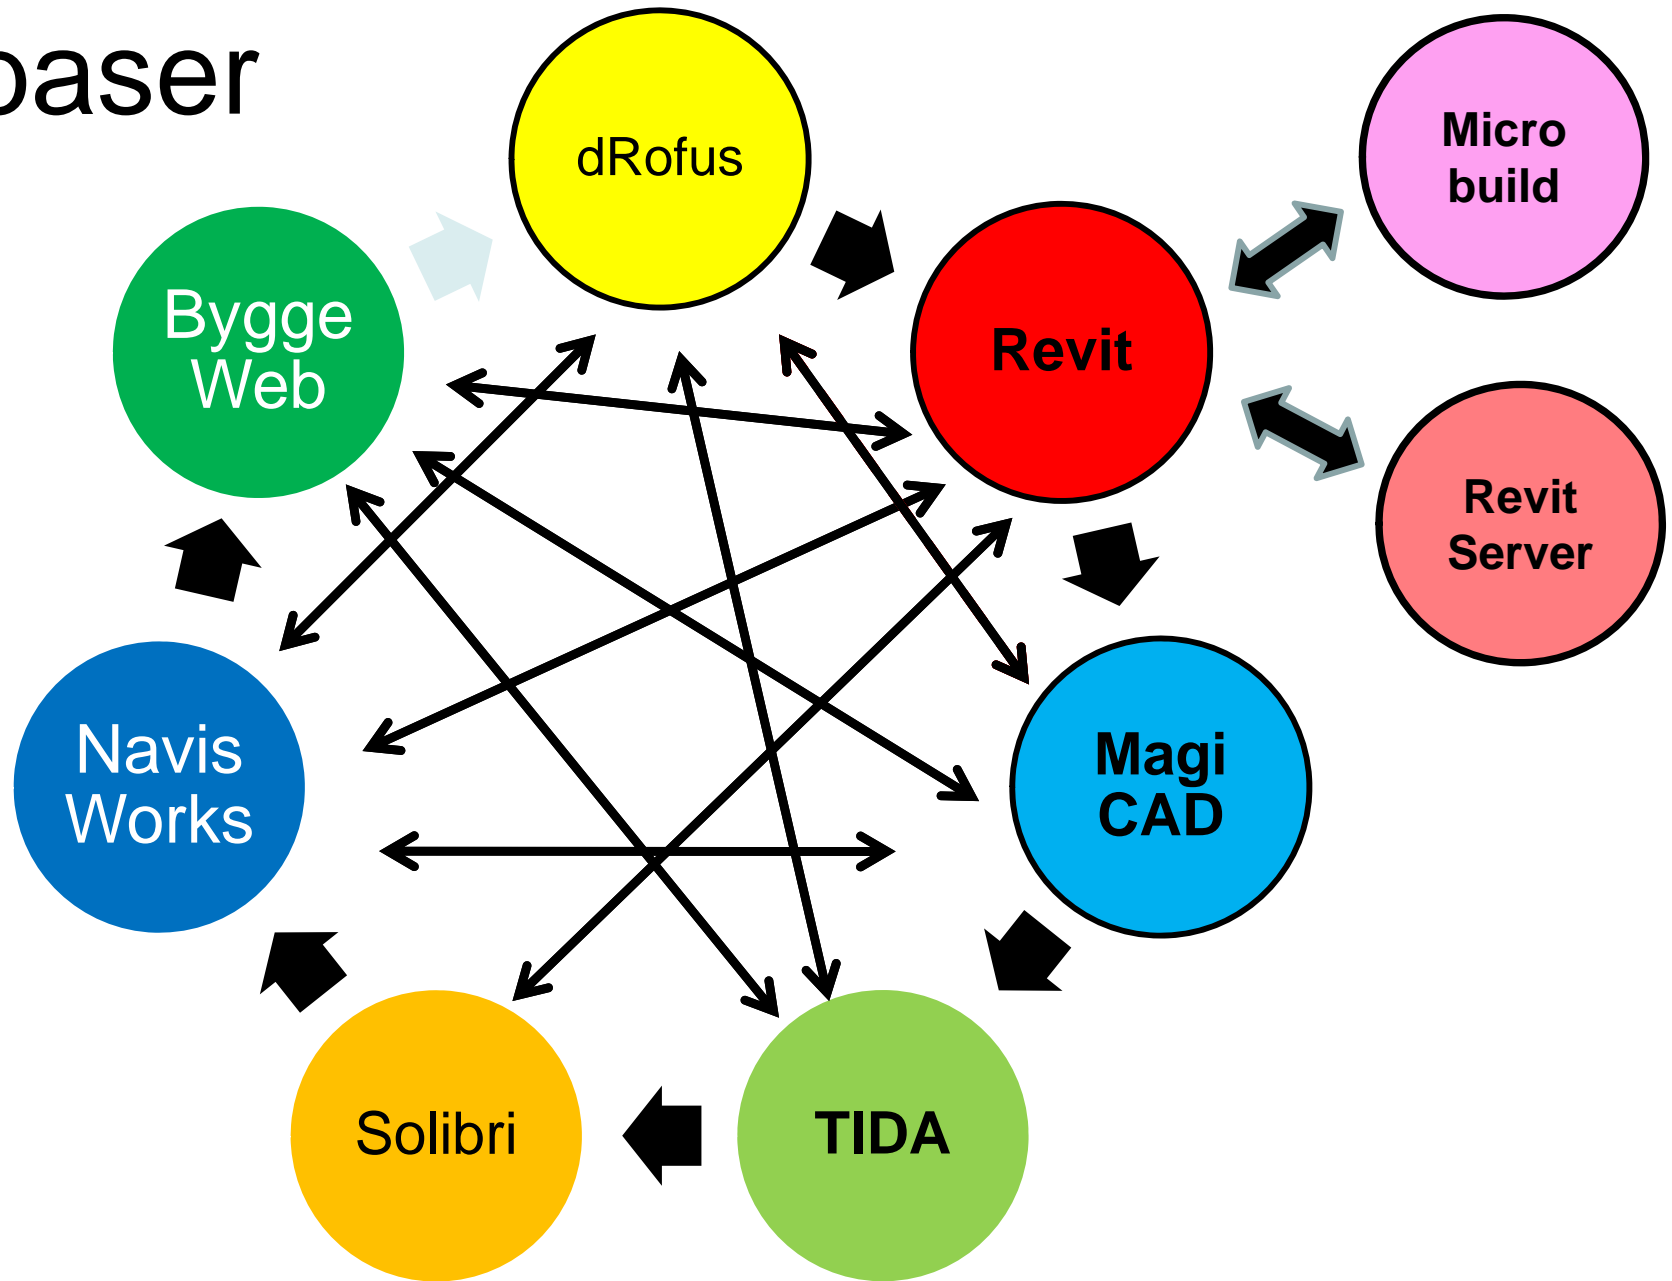 baser
dRofus
Micro
build
Bygge
Web
Revit
Revit
Server
Navis
Works
Magi
CAD
Solibri
TIDA